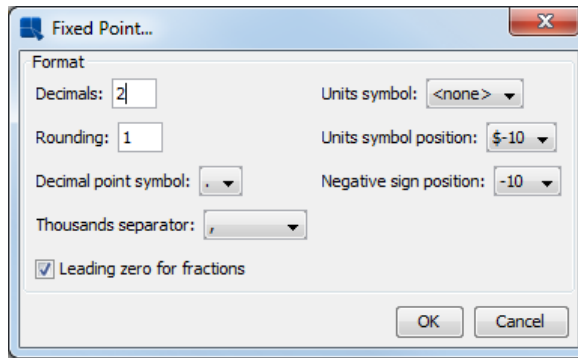 Fixed Point...
Format
Decimals: 2
Units symbol: <none>
Rounding: 1
Units symbol position: $-10
Decimal point symbol: .
Negative sign position: -10
Thousands separator: ,
Leading zero for fractions
OK
Cancel